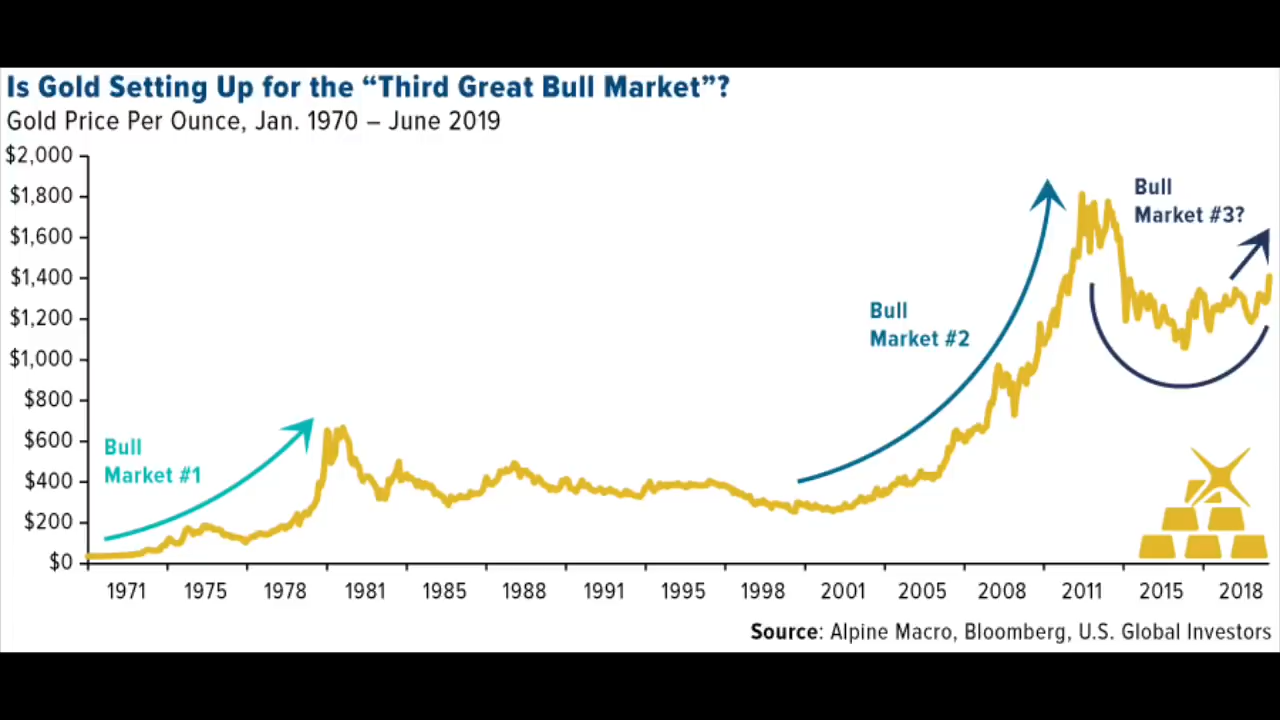 Is Gold Setting Up for the “Third Great Bull Market”?
Gold Price Per Ounce, Jan. 1970 – June 2019
$2,000
$1,800
$1,600
$1,400
$1,200
$1,000
$800
$600
$400
$200
$0
Bull
Market #1
Bull
Market #2
Bull
Market #3?
1971 1975 1978 1981 1985 1988 1991 1995 1998 2001 2005 2008 2011 2015 2018
Source: Alpine Macro, Bloomberg, U.S. Global Investors